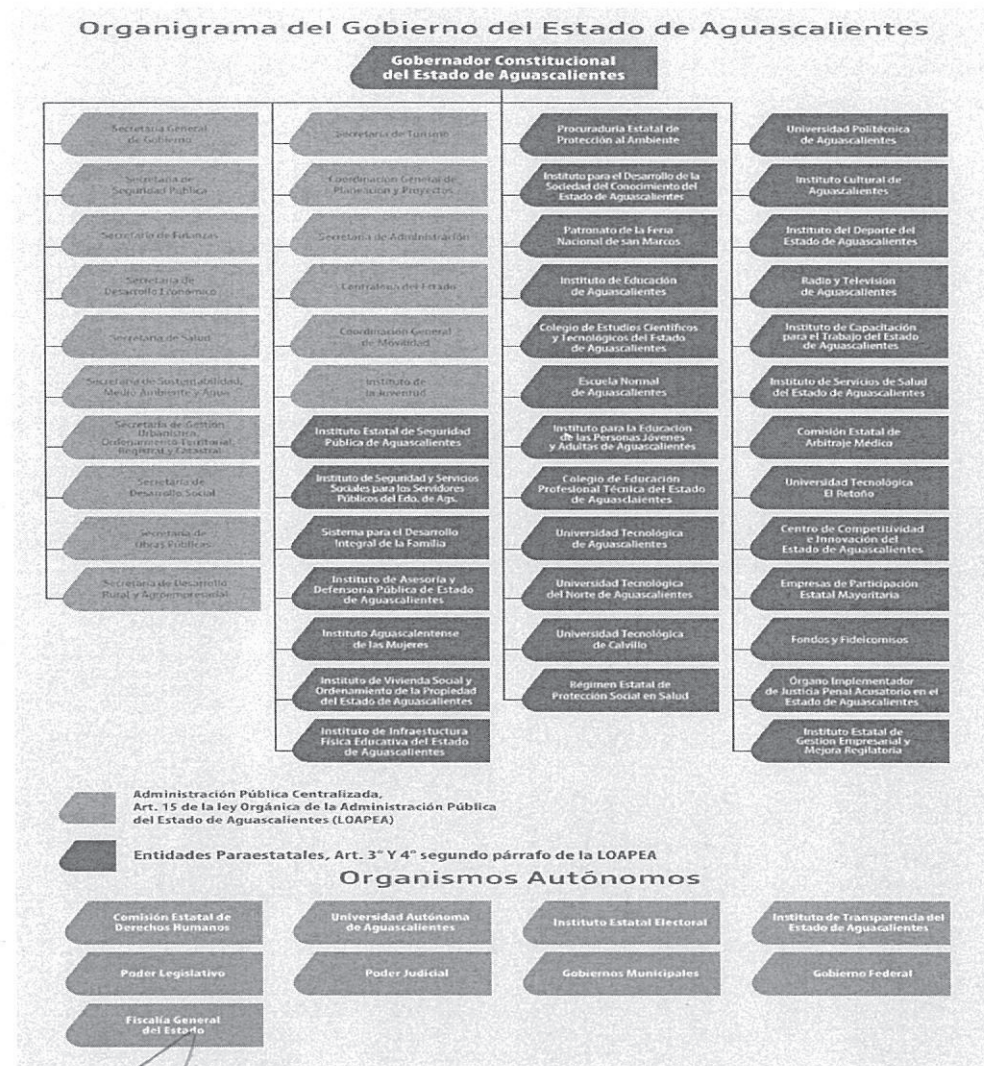 Organigrama del Gobierno del Estado de Aguascalientes
Gobernador Constitucional
del Estado de Aguascalientes
Secretaría General
de Gobierno
Secretaría de
Seguridad Pública
Secretaría de Finanzas
Secretaría de
Desarrollo Económico
Secretaría de Salud
Secretaría de Sustentabilidad,
Medio Ambiente y Agua
Secretaría de Gestión
Urbanística,
Ordenamiento Territorial,
Registral y Catastral
Secretaría de
Desarrollo Social
Secretaría de
Obras Públicas
Secretaría de Desarrollo
Rural y Agroempresarial
Secretaría de Turismo
Coordinación General de
Planeación y Proyectos
Secretaría de Administración
Contraloría del Estado
Coordinación General
de Movilidad
Instituto de
la Juventud
Instituto Estatal de Seguridad
Pública de Aguascalientes
Instituto de Seguridad y Servicios
Sociales para los Servidores
Públicos del Edo. de Ags.
Sistema para el Desarrollo
Integral de la Familia
Instituto de Asesoría y
Defensoría Pública de Estado
de Aguascalientes
Instituto Aguascalentense
de las Mujeres
Instituto de Vivienda Social y
Ordenamiento de la Propiedad
del Estado de Aguascalientes
Instituto de Infraestuctura
Física Educativa del Estado
de Aguascalientes
Procuraduría Estatal de
Protección al Ambiente
Instituto para el Desarrollo de la
Sociedad del Conocimiento del
Estado de Aguascalientes
Patronato de la Feria
Nacional de san Marcos
Instituto de Educación
de Aguascalientes
Colegio de Estudios Científicos
y Tecnológicos del Estado
de Aguascalientes
Escuela Normal
de Aguascalientes
Instituto para la Educación
de las Personas Jóvenes
y Adultas de Aguascalientes
Colegio de Educación
Profesional Técnica del Estado
de Aguasclaientes
Universidad Tecnológica
de Aguascalientes
Universidad Tecnológica
del Norte de Aguascalientes
Universidad Tecnológica
de Calvillo
Régimen Estatal de
Protección Social en Salud
Universidad Politécnica
de Aguascalientes
Instituto Cultural de
Aguascalientes
Instituto del Deporte del
Estado de Aguascalientes
Radio y Televisión
de Aguascalientes
Instituto de Capacitación
para el Trabajo del Estado
de Aguascalientes
Instituto de Servicios de Salud
del Estado de Aguascalientes
Comisión Estatal de
Arbitraje Médico
Universidad Tecnológica
El Retoño
Centro de Competitividad
e Innovación del
Estado de Aguascalientes
Empresas de Participación
Estatal Mayoritaria
Fondos y Fideicomisos
Órgano Implementador
de Justicia Penal Acusatorio en el
Estado de Aguascalientes
Instituto Estatal de
Gestion Empresarial y
Mejora Regilatoria
Administración Pública Centralizada,
Art. 15 de la ley Orgánica de la Administración Pública
del Estado de Aguascalientes (LOAPEA)
Entidades Paraestatales, Art. 3° Y 4° segundo párrafo de la LOAPEA
Organismos Autónomos
Comisión Estatal de
Derechos Humanos
Universidad Autónoma
de Aguascalientes
Instituto Estatal Electoral
Instituto de Transparencia del
Estado de Aguacalientes
Poder Legislativo
Poder Judicial
Gobiernos Municipales
Gobierno Federal
Fiscalía General
del Estado